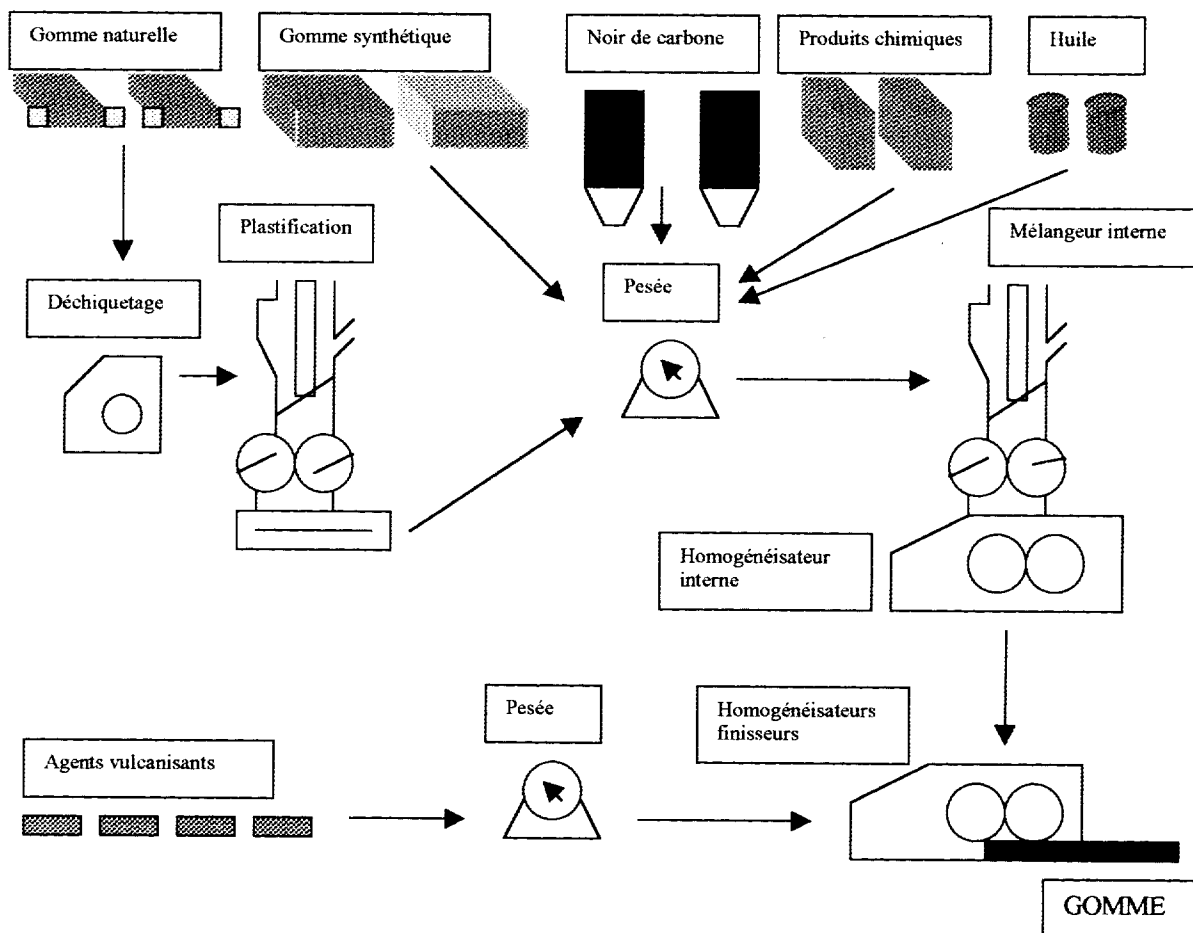 Gomme naturelle
Gomme synthétique
Noir de carbone
Produits chimiques
Huile
Plastification
Mélangeur interne
Déchiquetage
Pesée
Homogénéisateur
interne
Pesée
Homogénéisateurs
finisseurs
Agents vulcanisants
GOMME